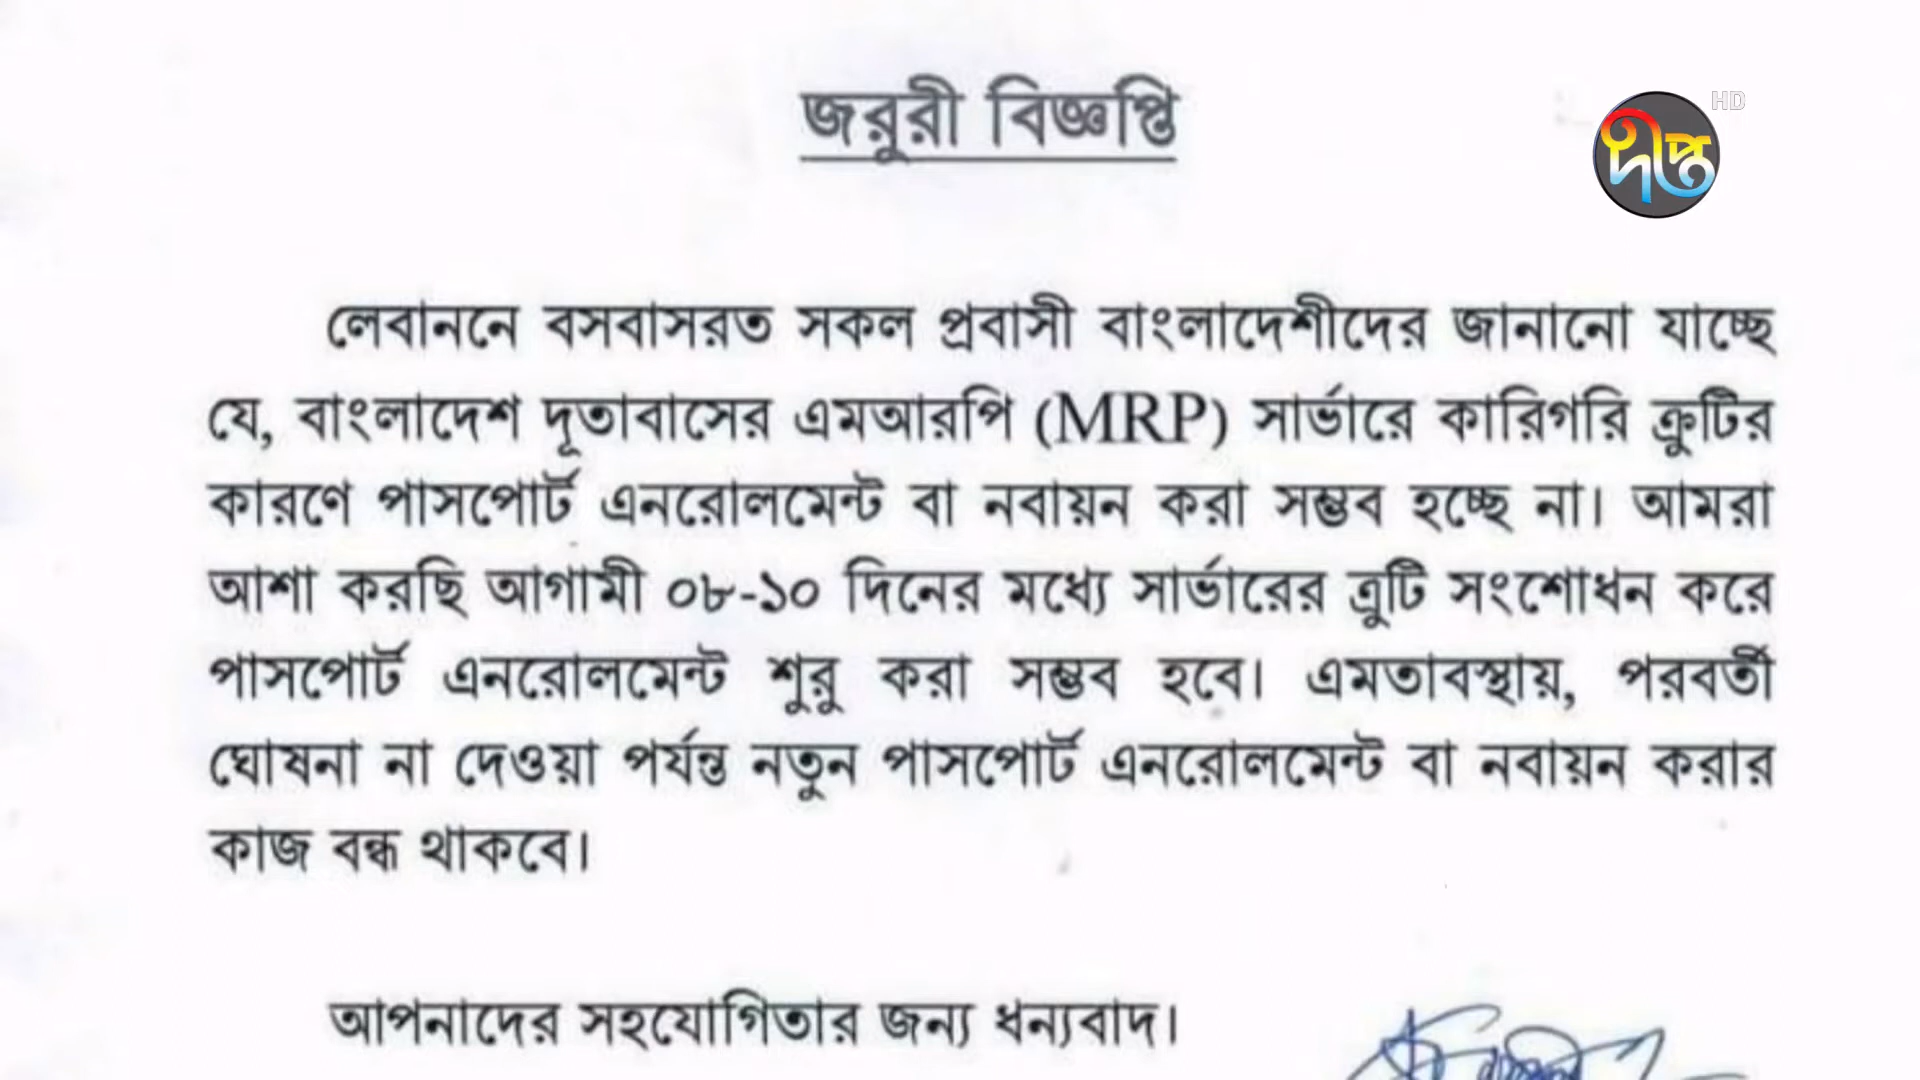 জরুরী বিজ্ঞপ্তি
দীপ্ত HD
লেবাননে বসবাসরত সকল প্রবাসী বাংলাদেশীদের জানানো যাচ্ছে
যে, বাংলাদেশ দূতাবাসের এমআরপি (MRP) সার্ভারে কারিগরি ত্রুটির
কারণে পাসপোর্ট এনরোলমেন্ট বা নবায়ন করা সম্ভব হচ্ছে না। আমরা
আশা করছি আগামী ০৮-১০ দিনের মধ্যে সার্ভারের ত্রুটি সংশোধন করে
পাসপোর্ট এনরোলমেন্ট শুরু করা সম্ভব হবে। এমতাবস্থায়, পরবর্তী
ঘোষনা না দেওয়া পর্যন্ত নতুন পাসপোর্ট এনরোলমেন্ট বা নবায়ন করার
কাজ বন্ধ থাকবে।
আপনাদের সহযোগিতার জন্য ধন্যবাদ।